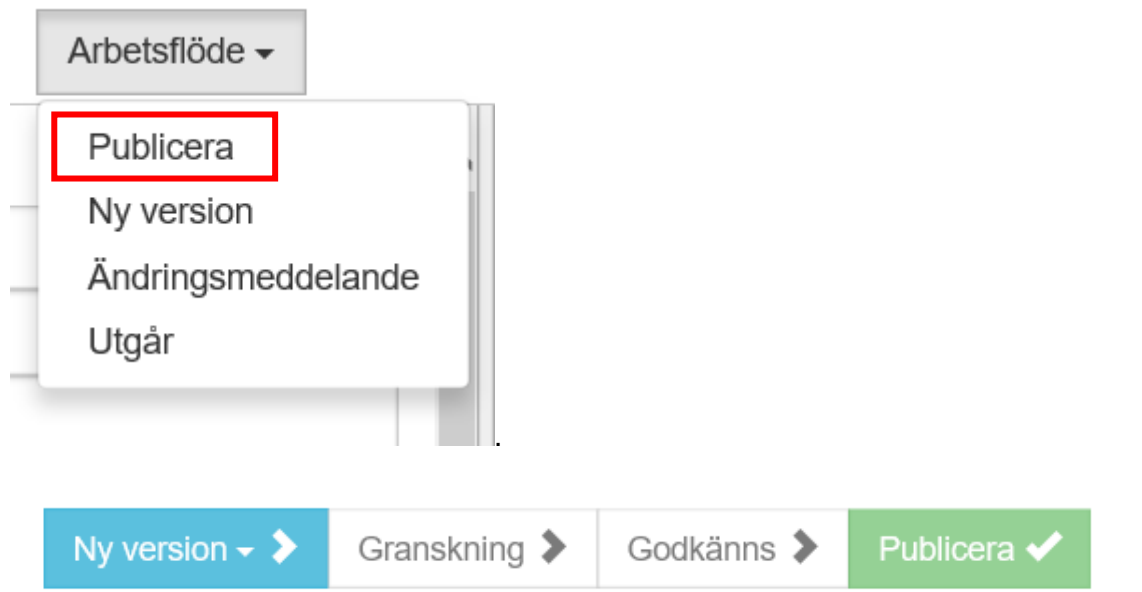 Arbetsflöde
Publicera
Ny version
Ändringsmeddelande
Utgår
.
Ny version Granskning Godkänns Publicera